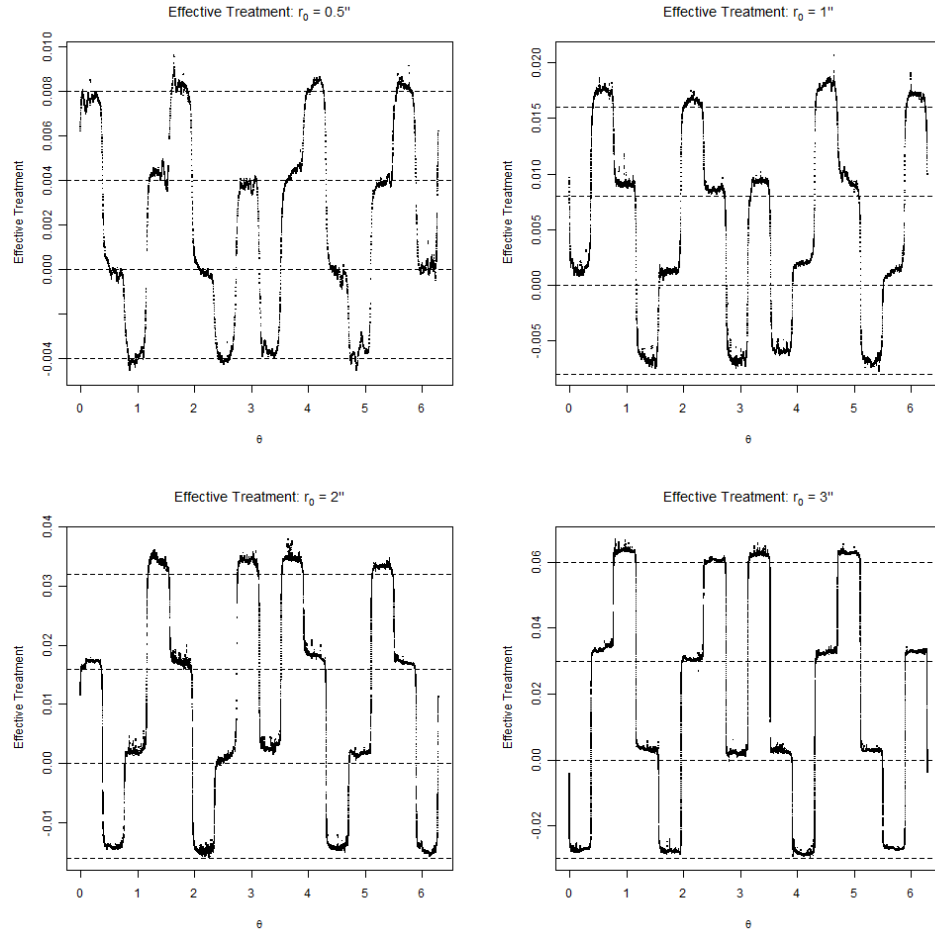 Effective Treatment: r₀ = 0.5"
Effective Treatment
0.010
0.008
0.006
0.004
0.002
0.000
-0.004
0 1 2 3 4 5 6
θ
Effective Treatment: r₀ = 1"
Effective Treatment
0.020
0.015
0.010
0.005
0.000
-0.005
0 1 2 3 4 5 6
θ
Effective Treatment: r₀ = 2"
Effective Treatment
0.04
0.03
0.02
0.01
0.00
-0.01
0 1 2 3 4 5 6
θ
Effective Treatment: r₀ = 3"
Effective Treatment
0.06
0.04
0.02
0.00
-0.02
0 1 2 3 4 5 6
θ